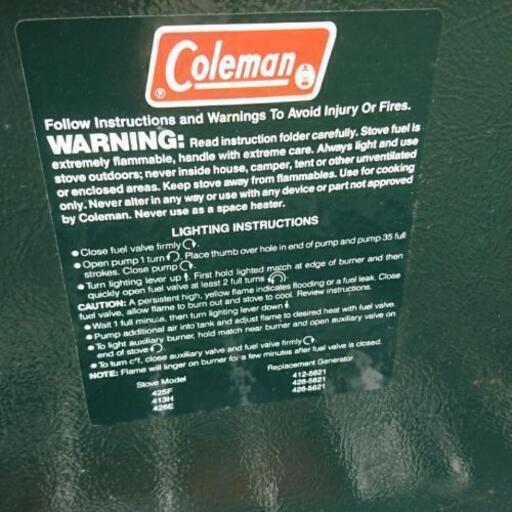 Coleman
®
Follow Instructions and Warnings To Avoid Injury Or Fires.
WARNING: Read instruction folder carefully. Stove fuel is
extremely flammable, handle with extreme care. Always light and use
stove outdoors; never inside house, camper, tent or other unventilated
or enclosed areas. Keep stove away from flammables. Use for cooking
only. Never alter in any way or use with any device or part not approved
by Coleman. Never use as a space heater.
LIGHTING INSTRUCTIONS
• Close fuel valve firmly.
• Open pump 1 turn. Place thumb over hole in end of pump and pump 35 full
strokes. Close pump.
• Turn lighting lever up. First hold lighted match at edge of burner and then
quickly open fuel valve at least 2 full turns.
CAUTION: A persistent high, yellow flame indicates flooding or a fuel leak. Close
fuel valve, allow flame to burn out and stove to cool. Review instructions.
• Wait 1 full minute, then turn lighting lever down.
• Pump additional air into tank and adjust flame to desired heat with fuel valve.
• To light auxiliary burner, hold match near burner and open auxiliary valve on
end of stove.
• To turn off, close auxiliary valve and fuel valve firmly.
NOTE: Flame will linger on burner for a few minutes after fuel valve is closed.
Stove Model Replacement Generator
425F 412-5621
413H 426-5621
426E 426-5621